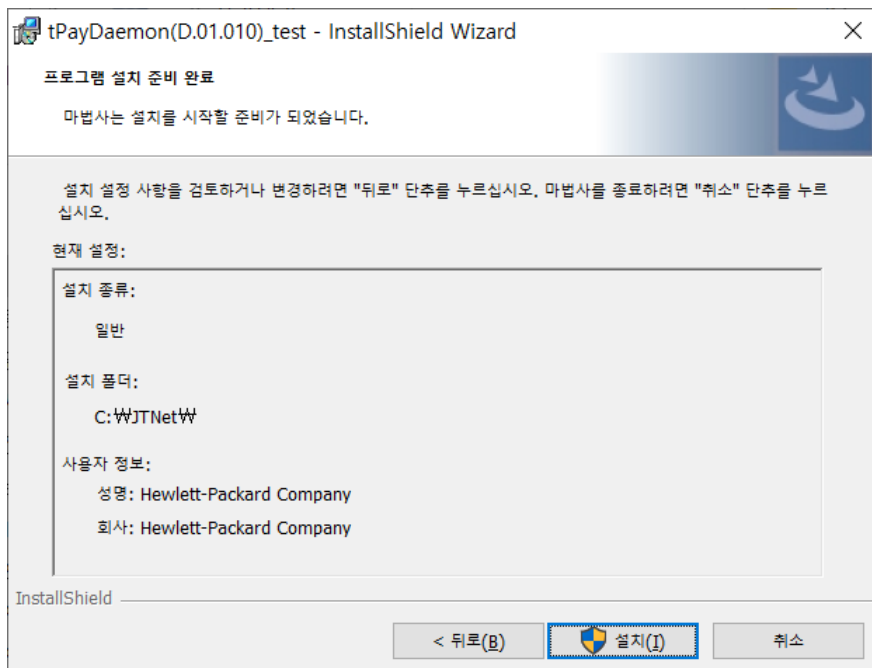 tPayDaemon(D.01.010)_test - InstallShield Wizard
프로그램 설치 준비 완료
마법사는 설치를 시작할 준비가 되었습니다.
설치 설정 사항을 검토하거나 변경하려면 "뒤로" 단추를 누르십시오. 마법사를 종료하려면 "취소" 단추를 누르
십시오.
현재 설정:
설치 종류:
일반
설치 폴더:
C:₩JTNet₩
사용자 정보:
성명: Hewlett-Packard Company
회사: Hewlett-Packard Company
InstallShield
< 뒤로(B)
설치(I)
취소